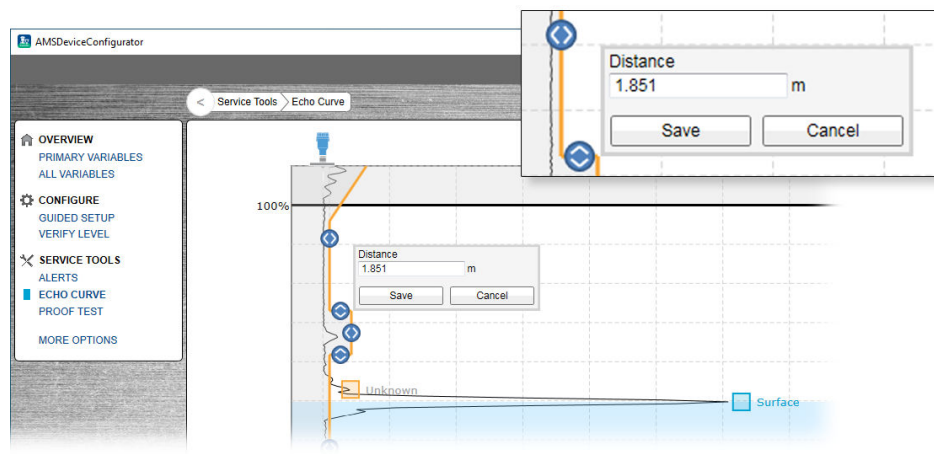 AMSDeviceConfigurator
< Service Tools Echo Curve
OVERVIEW
PRIMARY VARIABLES
ALL VARIABLES
CONFIGURE
GUIDED SETUP
VERIFY LEVEL
SERVICE TOOLS
ALERTS
ECHO CURVE
PROOF TEST
MORE OPTIONS
100%
Distance
1.851 m
Save Cancel
Unknown
Surface
Distance
1.851 m
Save Cancel